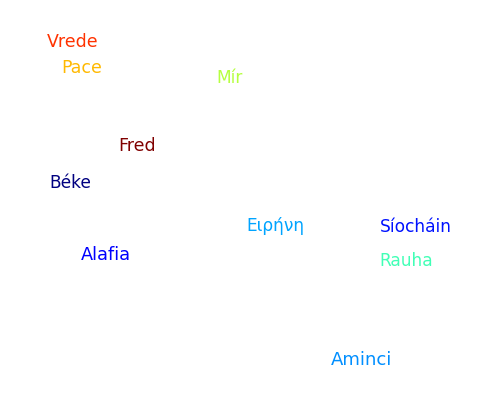 Vrede
Pace
Mír
Fred
Béke
Ειρήνη
Síocháin
Alafia
Rauha
Aminci